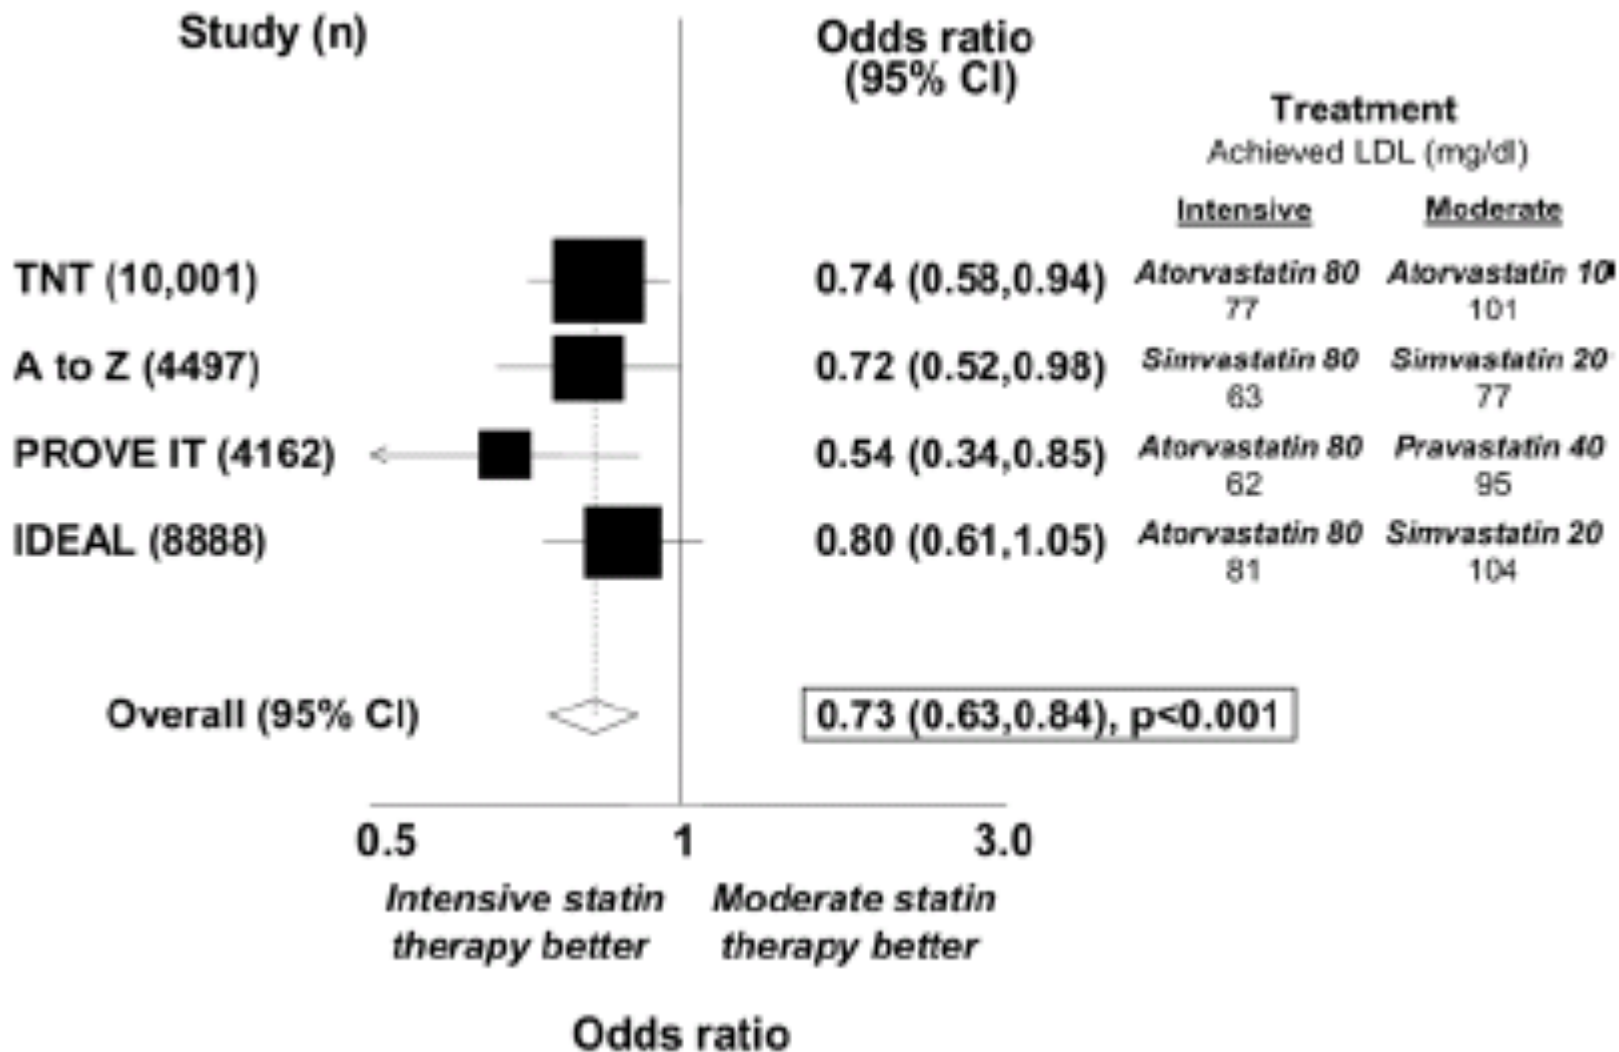 Study (n)
Odds ratio
(95% CI)
Treatment
Achieved LDL (mg/dl)
Intensive Moderate
TNT (10,001) 0.74 (0.58,0.94) Atorvastatin 80 Atorvastatin 10
77 101
A to Z (4497) 0.72 (0.52,0.98) Simvastatin 80 Simvastatin 20
63 77
PROVE IT (4162) 0.54 (0.34,0.85) Atorvastatin 80 Pravastatin 40
62 95
IDEAL (8888) 0.80 (0.61,1.05) Atorvastatin 80 Simvastatin 20
81 104
Overall (95% CI) 0.73 (0.63,0.84), p<0.001
0.5 1 3.0
Intensive statin Moderate statin
therapy better therapy better
Odds ratio